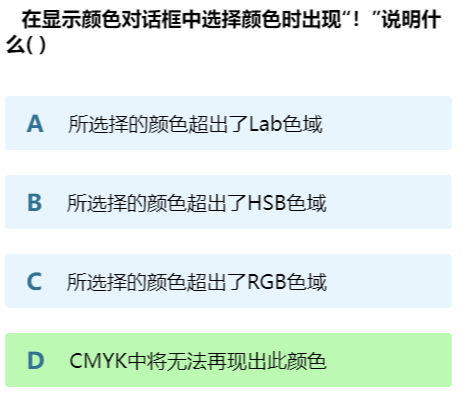 在显示颜色对话框中选择颜色时出现“！”说明什
么( )
A 所选择的颜色超出了Lab色域
B 所选择的颜色超出了HSB色域
C 所选择的颜色超出了RGB色域
D CMYK中将无法再现出此颜色